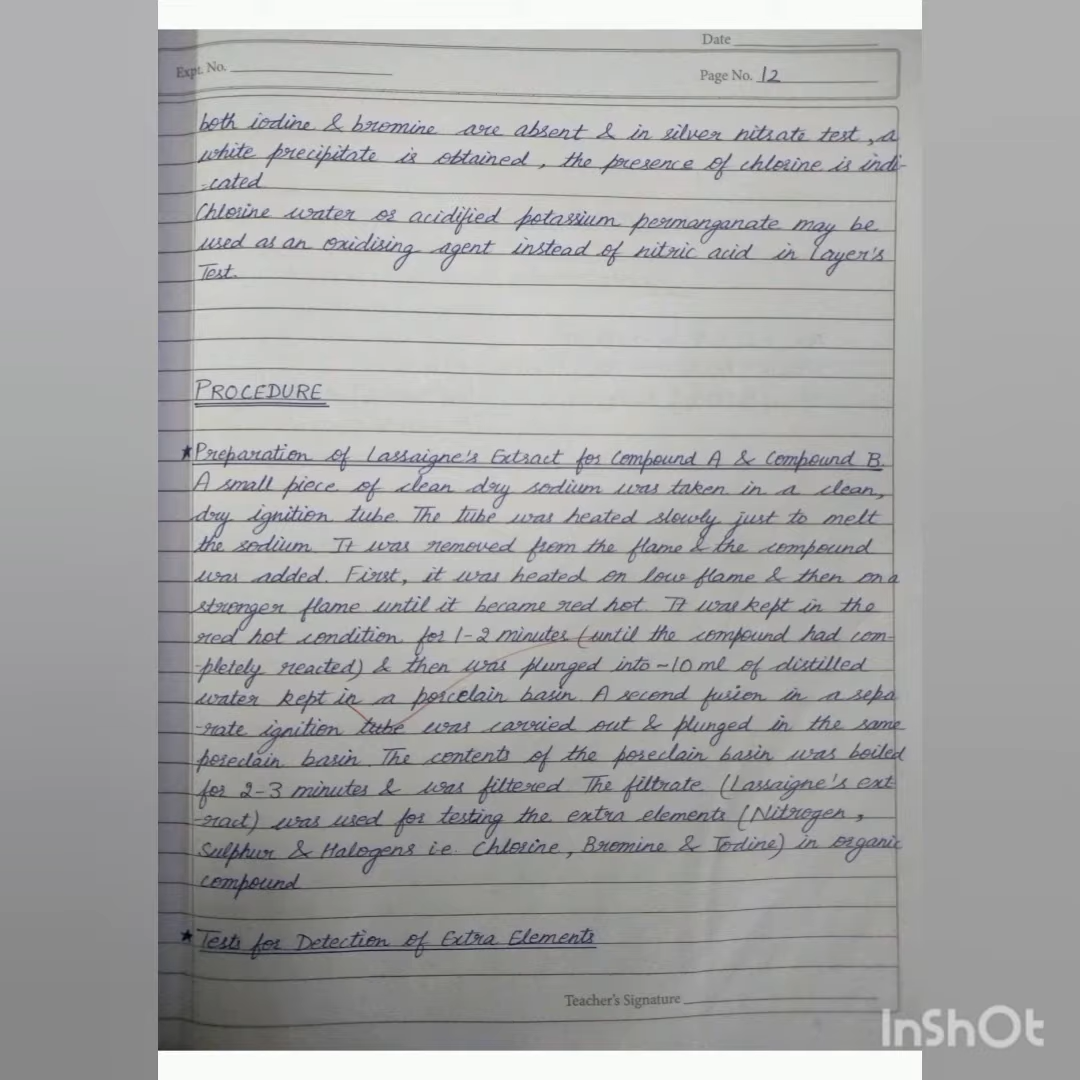 Date
Expt. No.
Page No. 12
both iodine & bromine are absent & in silver nitrate test, a
white precipitate is obtained, the presence of chlorine is indi-
-cated
Chlorine water or acidified potassium permanganate may be
used as an oxidising agent instead of nitric acid in Layer's
Test.
PROCEDURE
★ Preparation of Lassaigne's Extract for Compound A & Compound B.
A small piece of clean dry sodium was taken in a clean,
dry ignition tube. The tube was heated slowly just to melt
the sodium. It was removed from the flame & the compound
was added. First, it was heated on low flame & then on a
stronger flame until it became red hot. It was kept in the
red hot condition for 1-2 minutes (until the compound had com-
-pletely reacted) & then was plunged into ~10 ml of distilled
water kept in a porcelain basin. A second fusion in a sepa
-rate ignition tube was carried out & plunged in the same
porcelain basin. The contents of the porcelain basin was boiled
for 2-3 minutes & was filtered. The filtrate (Lassaigne's ext-
-ract) was used for testing the extra elements (Nitrogen,
Sulphur & Halogens i.e. Chlorine, Bromine & Iodine) in organic
compound
★ Tests for Detection of Extra Elements
Teacher's Signature
InShOt